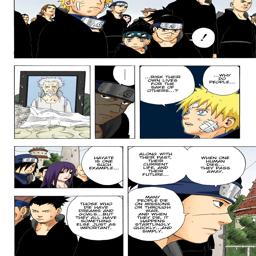 !
...WHY
DO
PEOPLE...
...RISK THEIR
OWN LIVES
FOR THE
SAKE OF
OTHERS...?
WHEN
ONE HUMAN
DIES...
...THEY
PASS
AWAY.
ALONG WITH
THEIR PAST,
THEIR
CURRENT
LIFE, AND
THEIR
FUTURE...
HAYATE
IS ONE
EXAMPLE...
MANY
PEOPLE DIE
ON MISSIONS
OR THROUGH
WAR.
AND WHEN
THEY DIE, IT
HAPPENS
STARTLINGLY
QUICKLY...AND
SIMPLY.
THOSE WHO
DIE HAVE
DREAMS AND
GOALS...BUT
THEY ALL HAVE
SOMETHING
ELSE JUST AS
IMPORTANT.